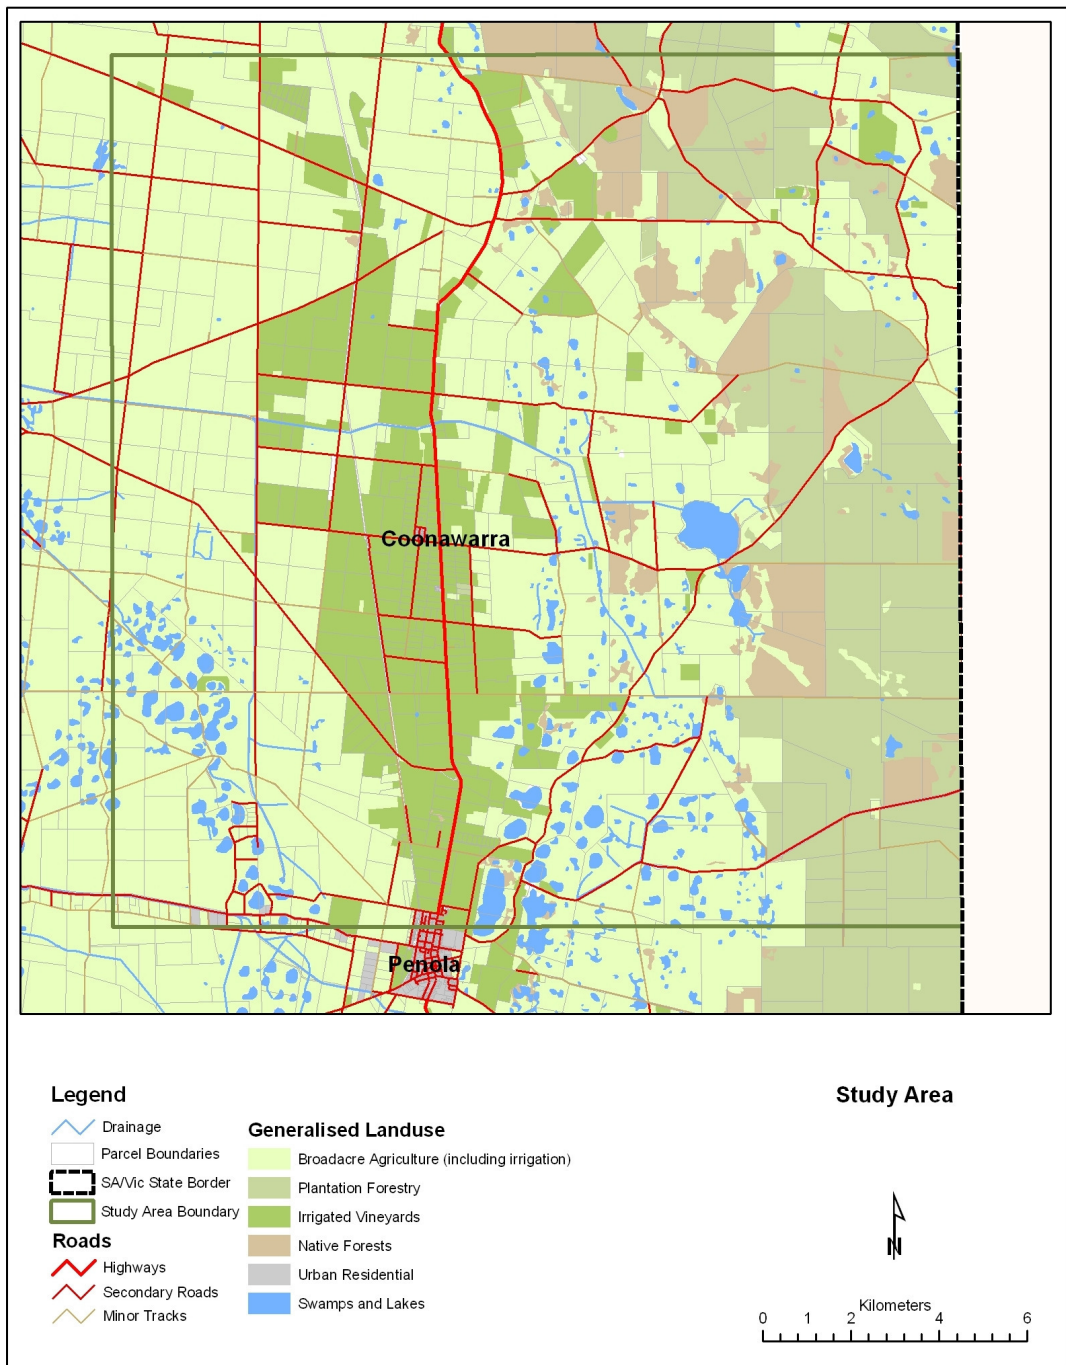 Coonawarra
Penola
Legend
Drainage
Parcel Boundaries
SA/Vic State Border
Study Area Boundary
Roads
Highways
Secondary Roads
Minor Tracks
Generalised Landuse
Broadacre Agriculture (including irrigation)
Plantation Forestry
Irrigated Vineyards
Native Forests
Urban Residential
Swamps and Lakes
Study Area
N
Kilometers
0 1 2 4 6